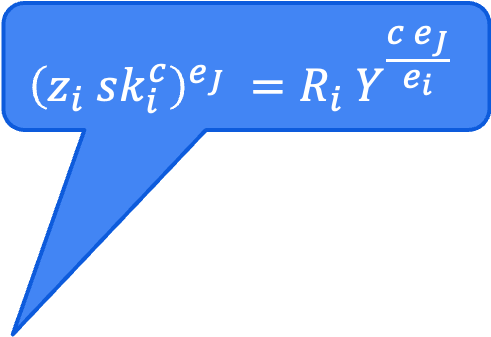 $(z_i \, sk_i^c)^{e_J} = R_i \, Y^{\frac{c \, e_J}{e_i}}$